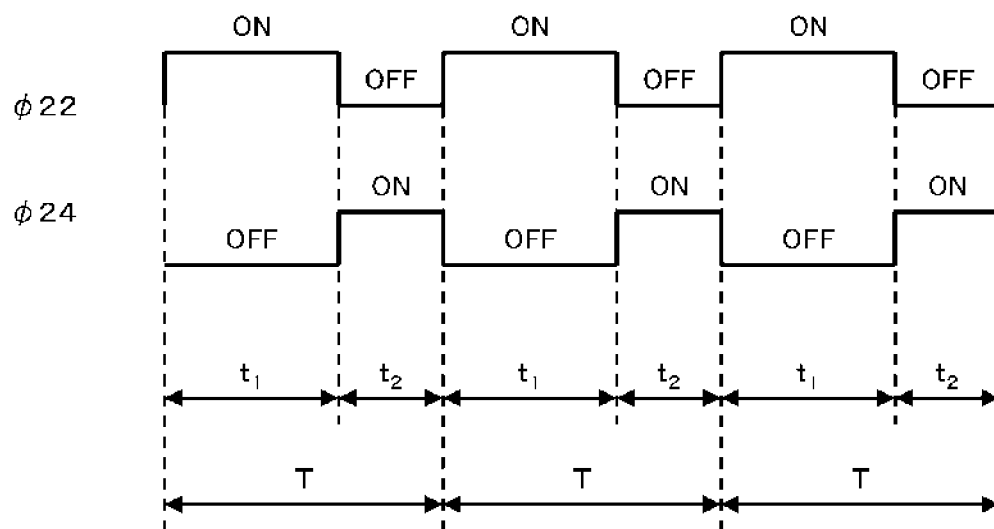 ON ON ON
OFF OFF OFF
φ22
ON ON ON
φ24
OFF OFF OFF
t₁ t₂ t₁ t₂ t₁ t₂
T T T